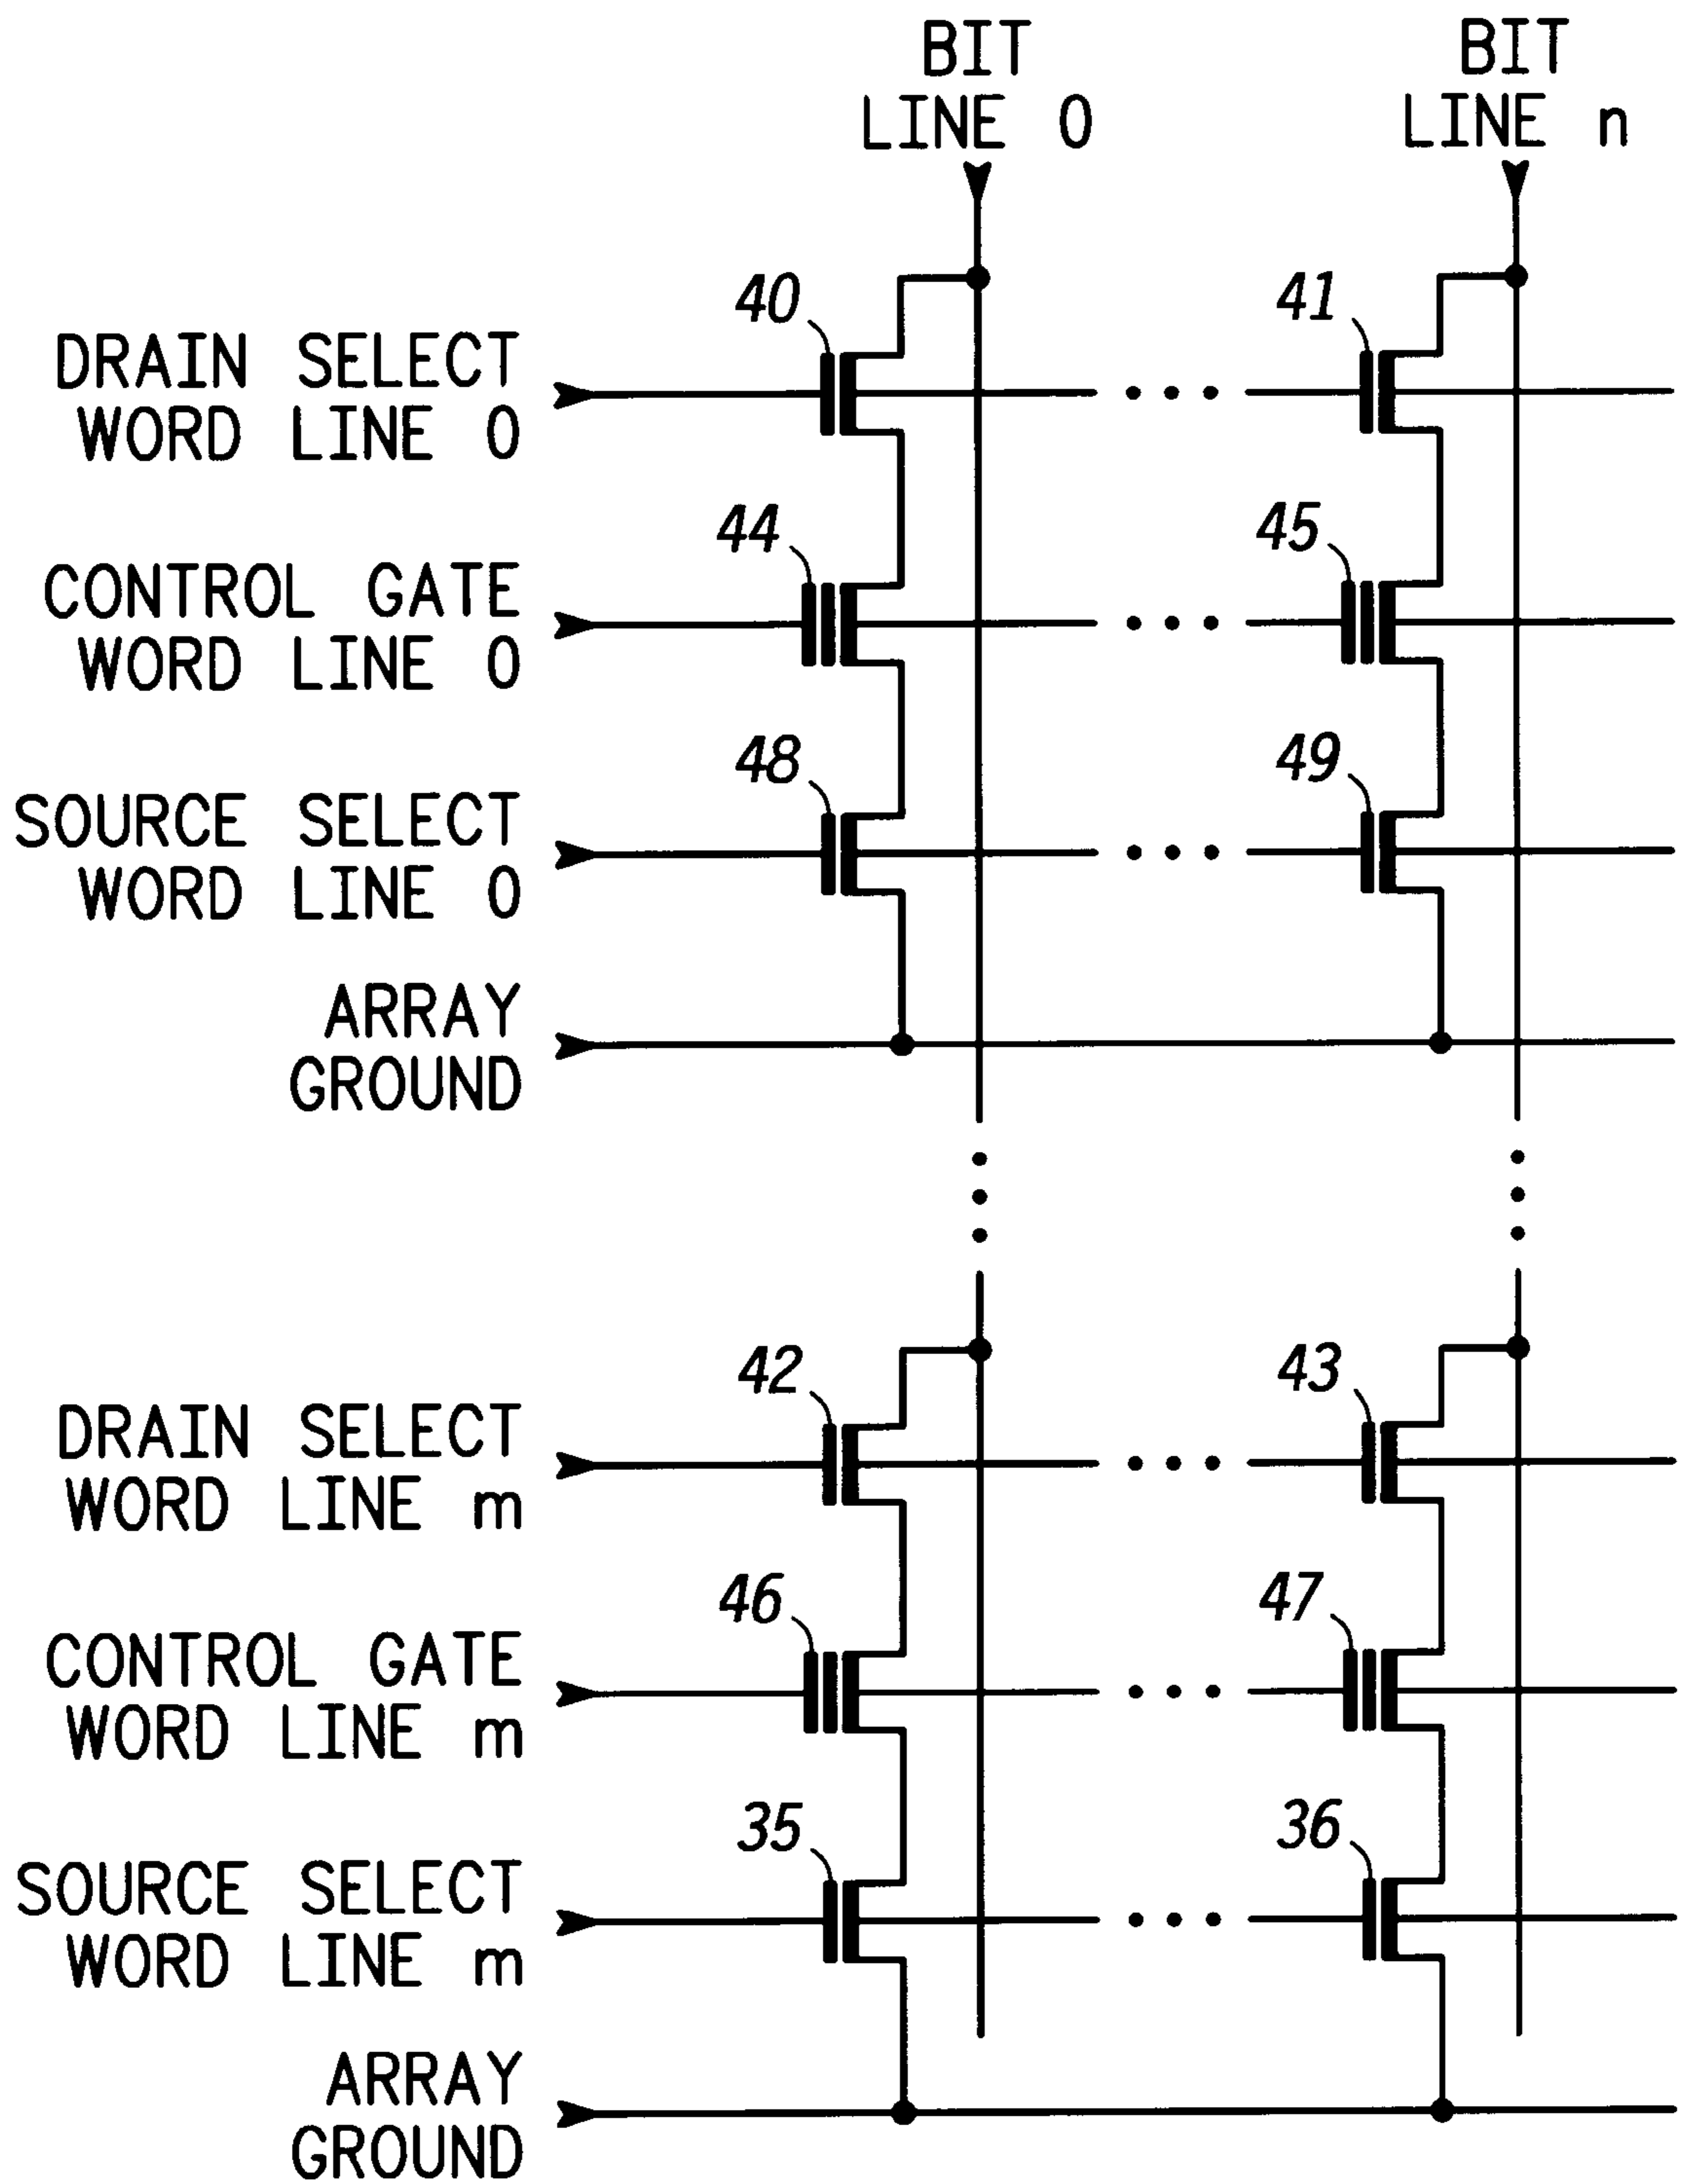 BIT
LINE 0
BIT
LINE n
40
41
DRAIN SELECT
WORD LINE 0
44
45
CONTROL GATE
WORD LINE 0
48
49
SOURCE SELECT
WORD LINE 0
ARRAY
GROUND
42
43
DRAIN SELECT
WORD LINE m
46
47
CONTROL GATE
WORD LINE m
35
36
SOURCE SELECT
WORD LINE m
ARRAY
GROUND